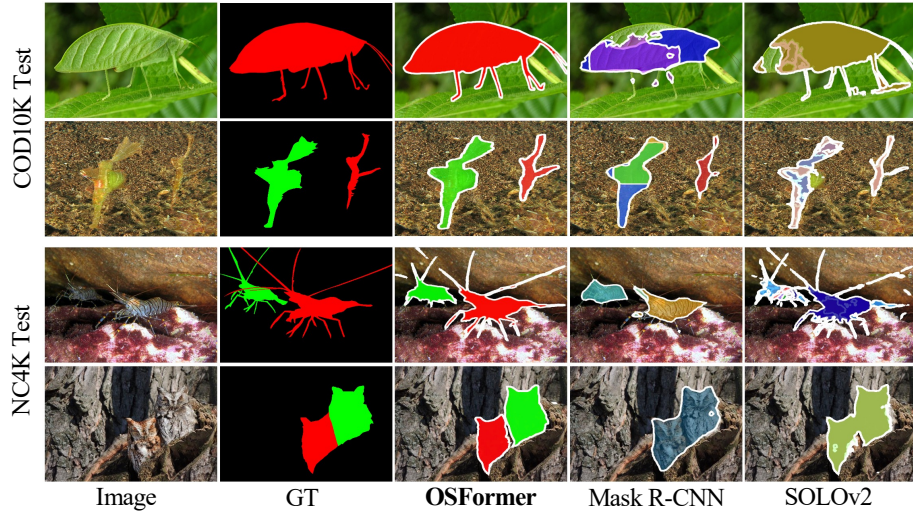 COD10K Test
NC4K Test
Image
GT
OSFormer
Mask R-CNN
SOLOv2